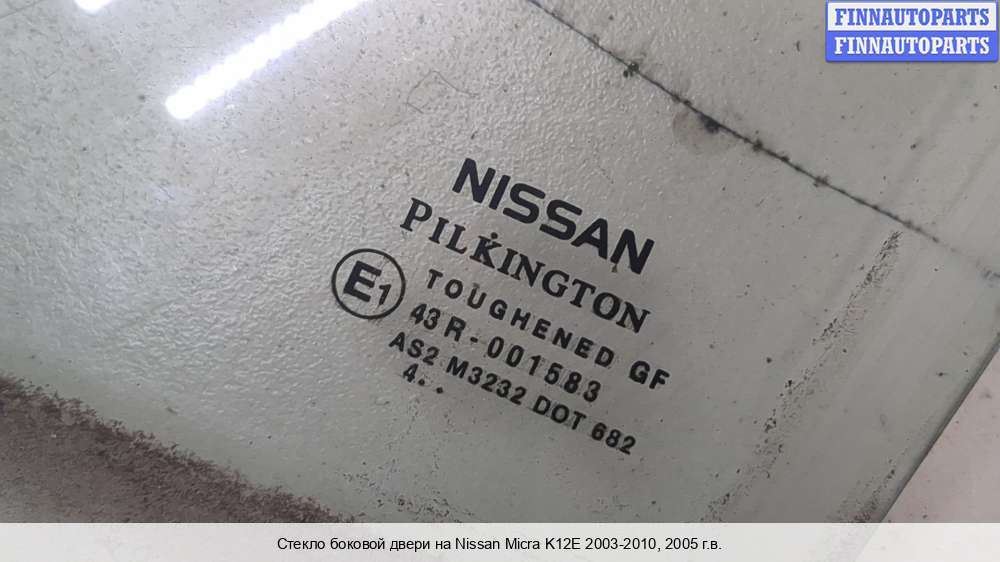 FINNAUTOPARTS
FINNAUTOPARTS
NISSAN
PILKINGTON
E1
TOUGHENED GF
43R-001583
AS2 M3232 DOT 682
4..
Стекло боковой двери на Nissan Micra K12E 2003-2010, 2005 г.в.